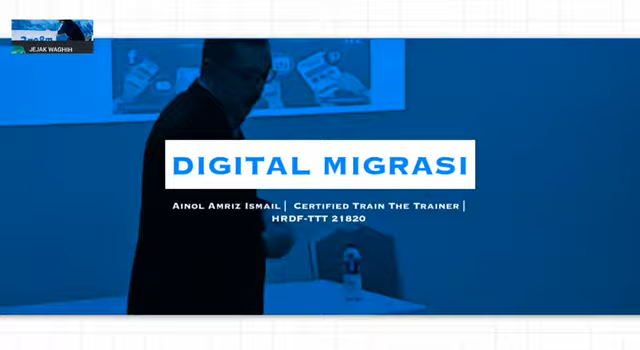 JEJAK WAGHIH
DIGITAL MIGRASI
Ainol Amriz Ismail | Certified Train The Trainer |
HRDF-TTT 21820